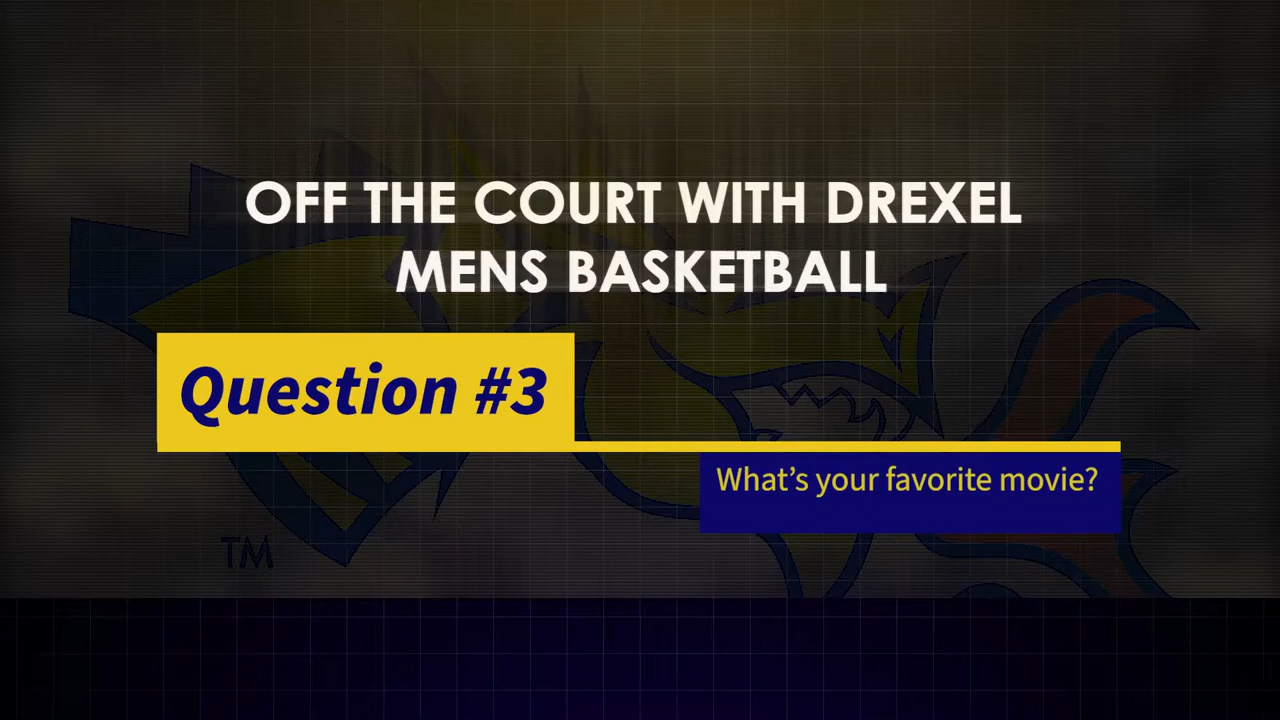 OFF THE COURT WITH DREXEL
MENS BASKETBALL
Question #3
What’s your favorite movie?
TM